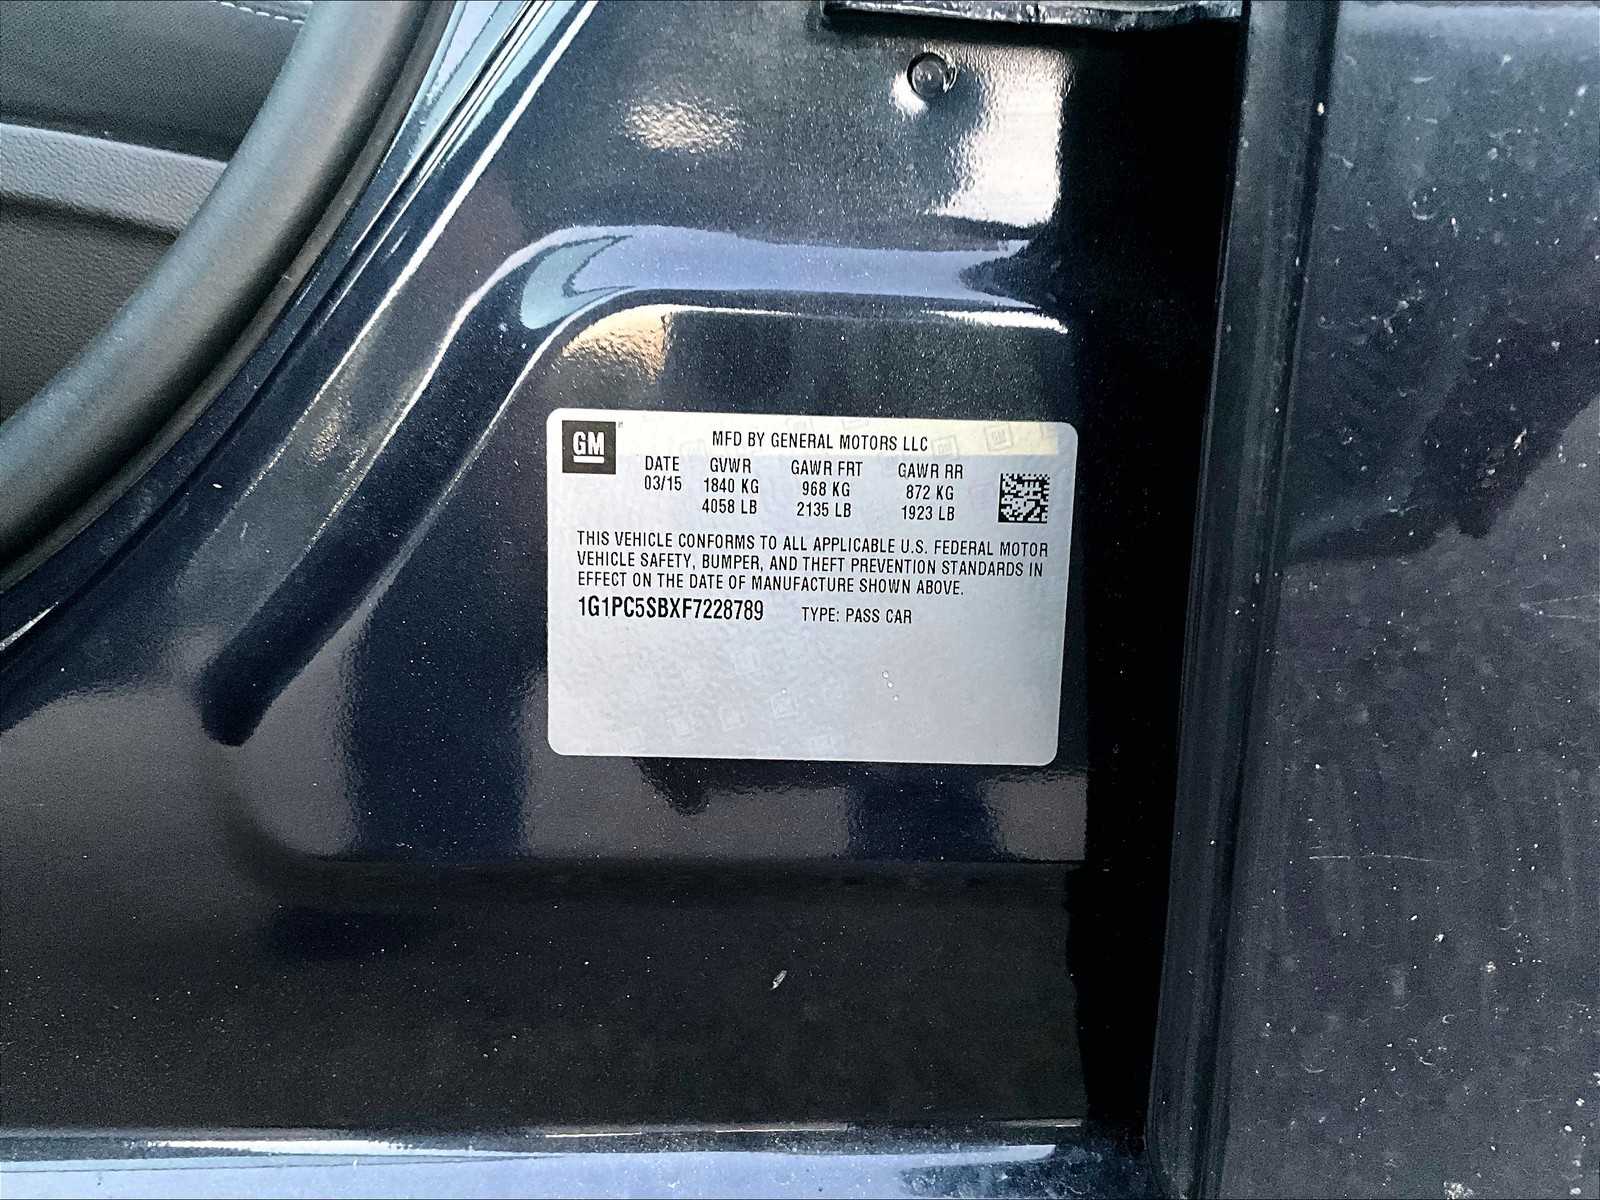 GM
MFD BY GENERAL MOTORS LLC
DATE GVWR GAWR FRT GAWR RR
03/15 1840 KG 968 KG 872 KG
4058 LB 2135 LB 1923 LB
THIS VEHICLE CONFORMS TO ALL APPLICABLE U.S. FEDERAL MOTOR
VEHICLE SAFETY, BUMPER, AND THEFT PREVENTION STANDARDS IN
EFFECT ON THE DATE OF MANUFACTURE SHOWN ABOVE.
1G1PC5SBXF7228789 TYPE: PASS CAR